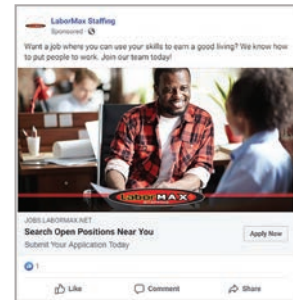 LaborMax Staffing
Sponsored ·
Want a job where you can use your skills to earn a good living? We know how
to put people to work. Join our team today!
LABORMAX
JOBS.LABORMAX.NET
Search Open Positions Near You
Submit Your Application Today
Apply Now
1
Like
Comment
Share